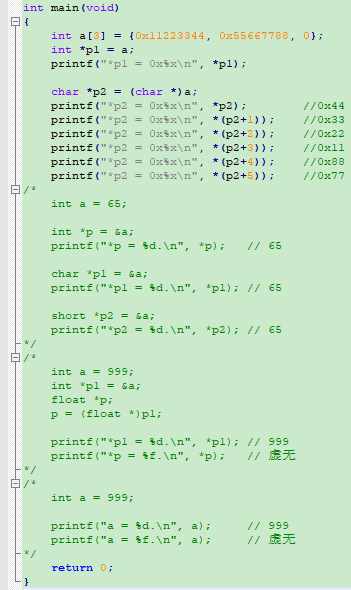 int main(void)
{
int a[3] = {0x11223344, 0x55667788, 0};
int *p1 = a;
printf("*p1 = 0x%x\n", *p1);
char *p2 = (char *)a;
printf("*p2 = 0x%x\n", *p2); //0x44
printf("*p2 = 0x%x\n", *(p2+1)); //0x33
printf("*p2 = 0x%x\n", *(p2+2)); //0x22
printf("*p2 = 0x%x\n", *(p2+3)); //0x11
printf("*p2 = 0x%x\n", *(p2+4)); //0x88
printf("*p2 = 0x%x\n", *(p2+5)); //0x77
/*
int a = 65;
int *p = &a;
printf("*p = %d.\n", *p); // 65
char *p1 = &a;
printf("*p1 = %d.\n", *p1); // 65
short *p2 = &a;
printf("*p2 = %d.\n", *p2); // 65
*/
/*
int a = 999;
int *p1 = &a;
float *p;
p = (float *)p1;
printf("*p1 = %d.\n", *p1); // 999
printf("*p = %f.\n", *p); // 虚无
*/
/*
int a = 999;
printf("a = %d.\n", a); // 999
printf("a = %f.\n", a); // 虚无
*/
return 0;
}